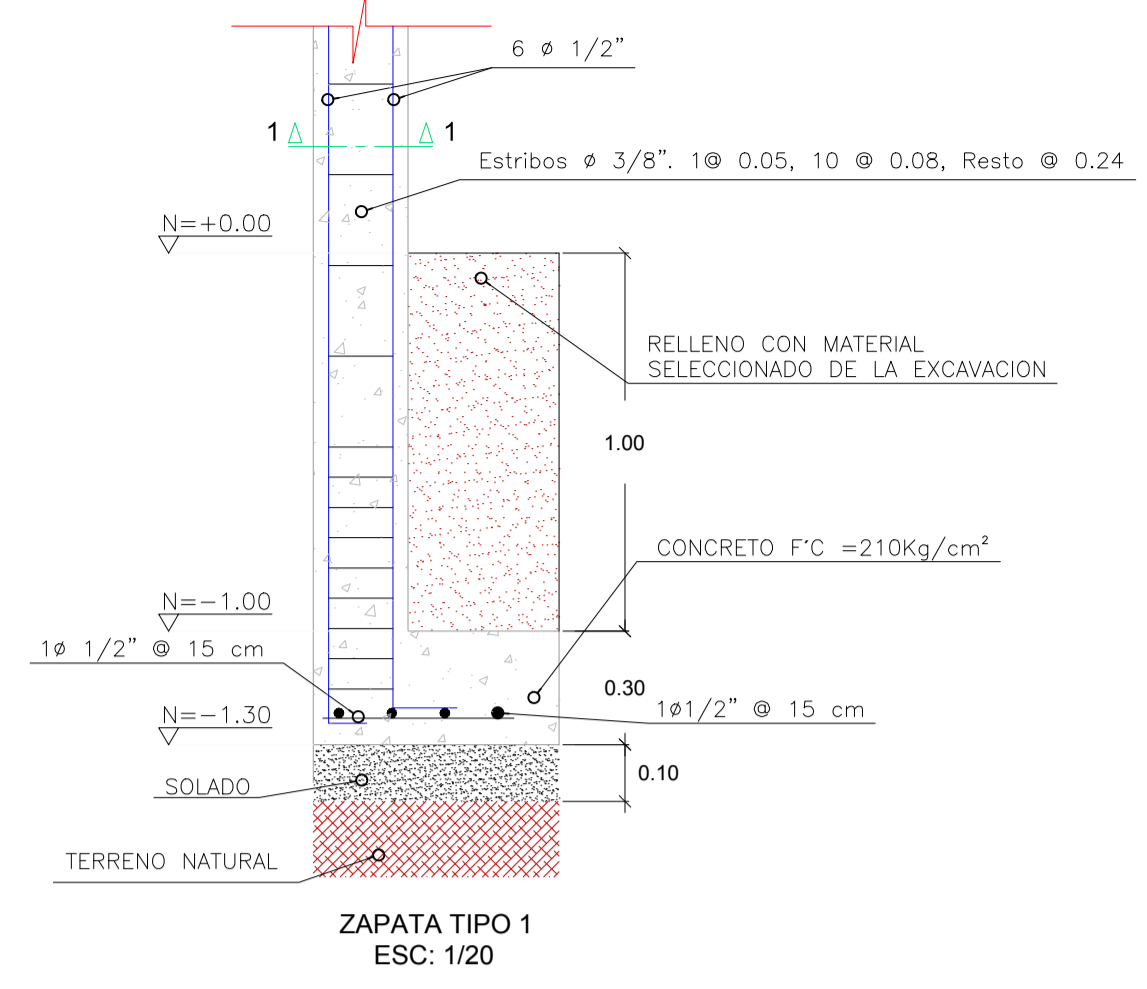 6 ø 1/2”
1 1
Estribos ø 3/8”. 1@ 0.05, 10 @ 0.08, Resto @ 0.24
N=+0.00
RELLENO CON MATERIAL
SELECCIONADO DE LA EXCAVACION
1.00
CONCRETO F´C =210Kg/cm²
N=−1.00
1ø 1/2” @ 15 cm
0.30
N=−1.30
1ø1/2” @ 15 cm
0.10
SOLADO
TERRENO NATURAL
ZAPATA TIPO 1
ESC: 1/20